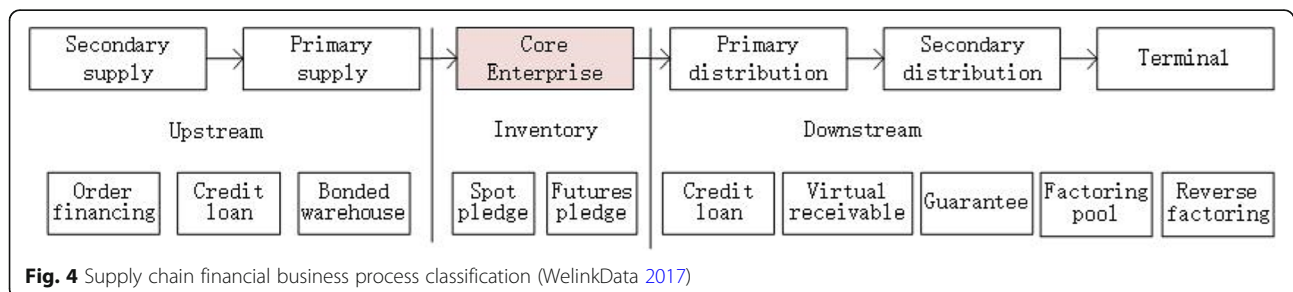 Secondary
supply
Primary
supply
Core
Enterprise
Primary
distribution
Secondary
distribution
Terminal
Upstream
Inventory
Downstream
Order
financing
Credit
loan
Bonded
warehouse
Spot
pledge
Futures
pledge
Credit
loan
Virtual
receivable
Guarantee
Factoring
pool
Reverse
factoring
Fig. 4 Supply chain financial business process classification (WelinkData 2017)